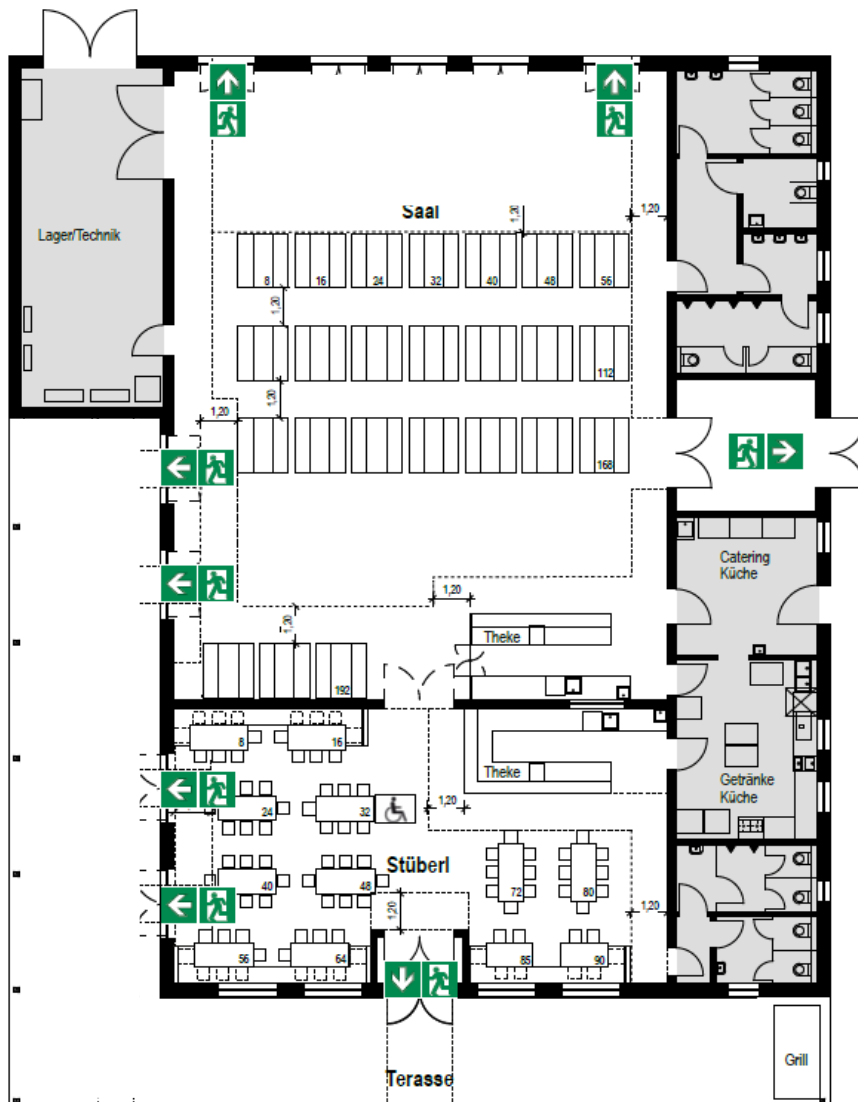 Saal
1,20
1,20
Lager/Technik
8 16 24 32 40 48 56
1,20
112
1,20
1,20
168
Catering
Küche
1,20
1,20
Theke
192
8 16
Theke
Getränke
Küche
24 32
1,20
Stüberl
40 48
72 80
1,20
1,20
56 64
85 90
Terasse
Grill